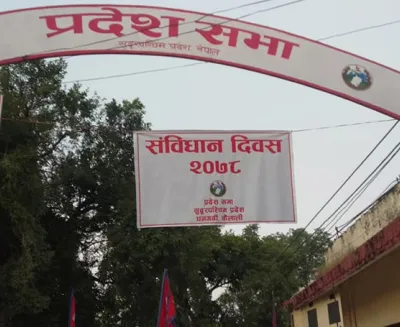 प्रदेश सभा
सुदूरपश्चिम प्रदेश, नेपाल
संविधान दिवस
२०७८
प्रदेश सभा
सुदूरपश्चिम प्रदेश
धनगढी, कैलाली